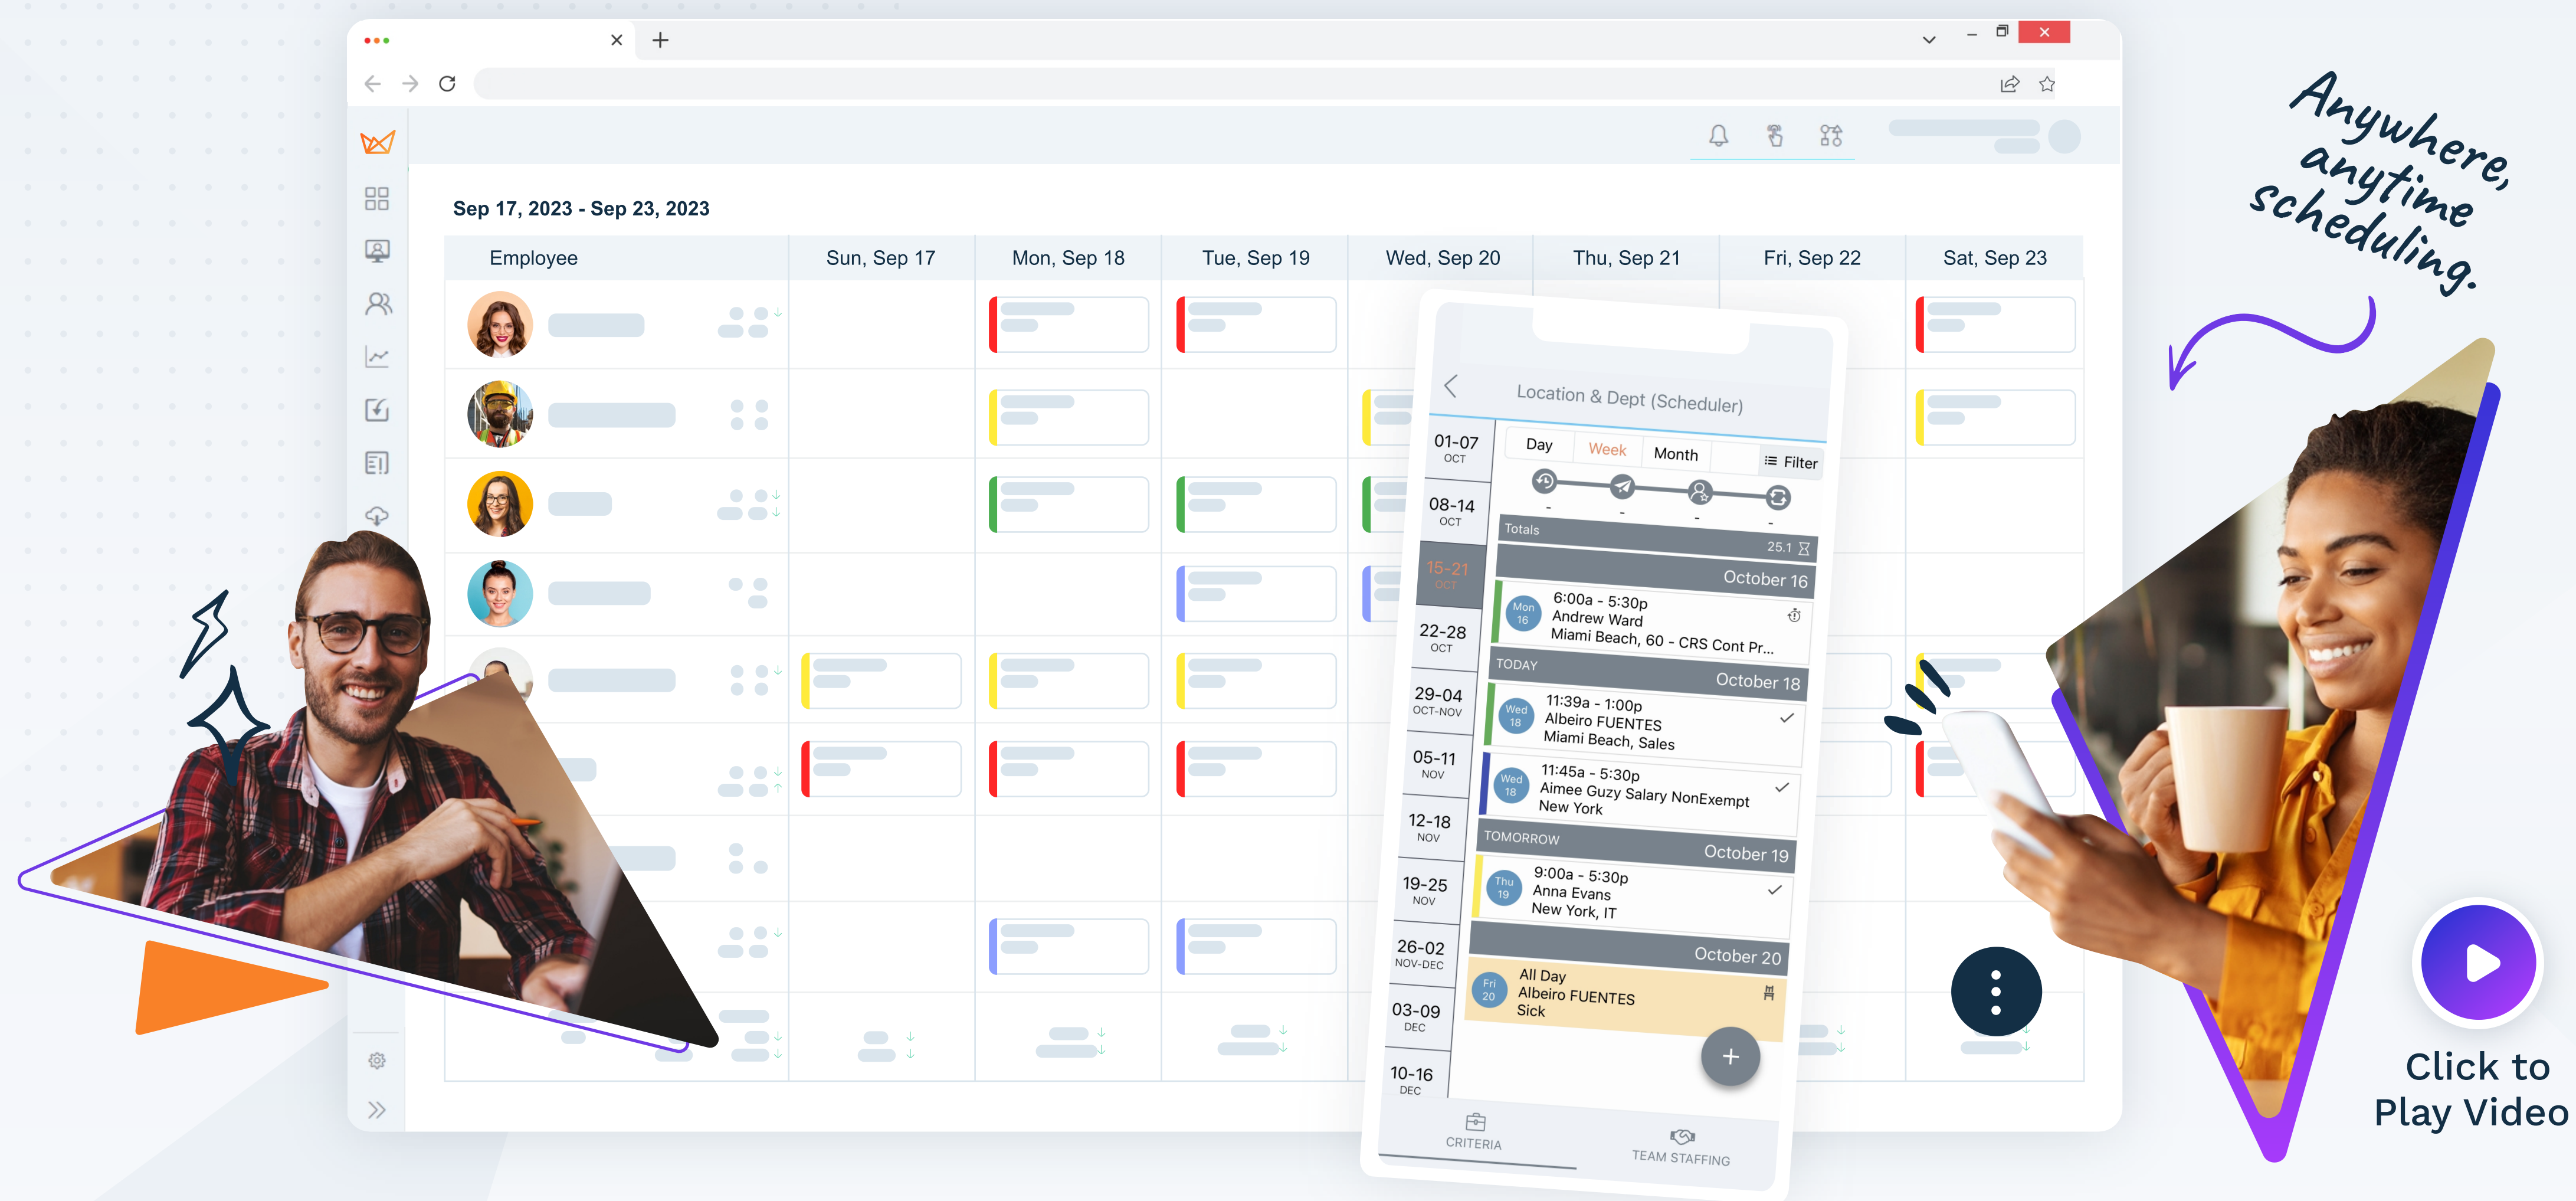 Anywhere,
anytime
scheduling.
Sep 17, 2023 - Sep 23, 2023
Employee
Sun, Sep 17
Mon, Sep 18
Tue, Sep 19
Wed, Sep 20
Thu, Sep 21
Fri, Sep 22
Sat, Sep 23
Location & Dept (Scheduler)
01-07
OCT
08-14
OCT
15-21
OCT
22-28
OCT
29-04
OCT-NOV
05-11
NOV
12-18
NOV
19-25
NOV
26-02
NOV-DEC
03-09
DEC
10-16
DEC
Day
Week
Month
Filter
- - - -
Totals
25.1
October 16
Mon
16
6:00a - 5:30p
Andrew Ward
Miami Beach, 60 - CRS Cont Pr...
TODAY
October 18
Wed
18
11:39a - 1:00p
Albeiro FUENTES
Miami Beach, Sales
Wed
18
11:45a - 5:30p
Aimee Guzy Salary NonExempt
New York
TOMORROW
October 19
Thu
19
9:00a - 5:30p
Anna Evans
New York, IT
October 20
Fri
20
All Day
Albeiro FUENTES
Sick
CRITERIA
TEAM STAFFING
Click to
Play Video